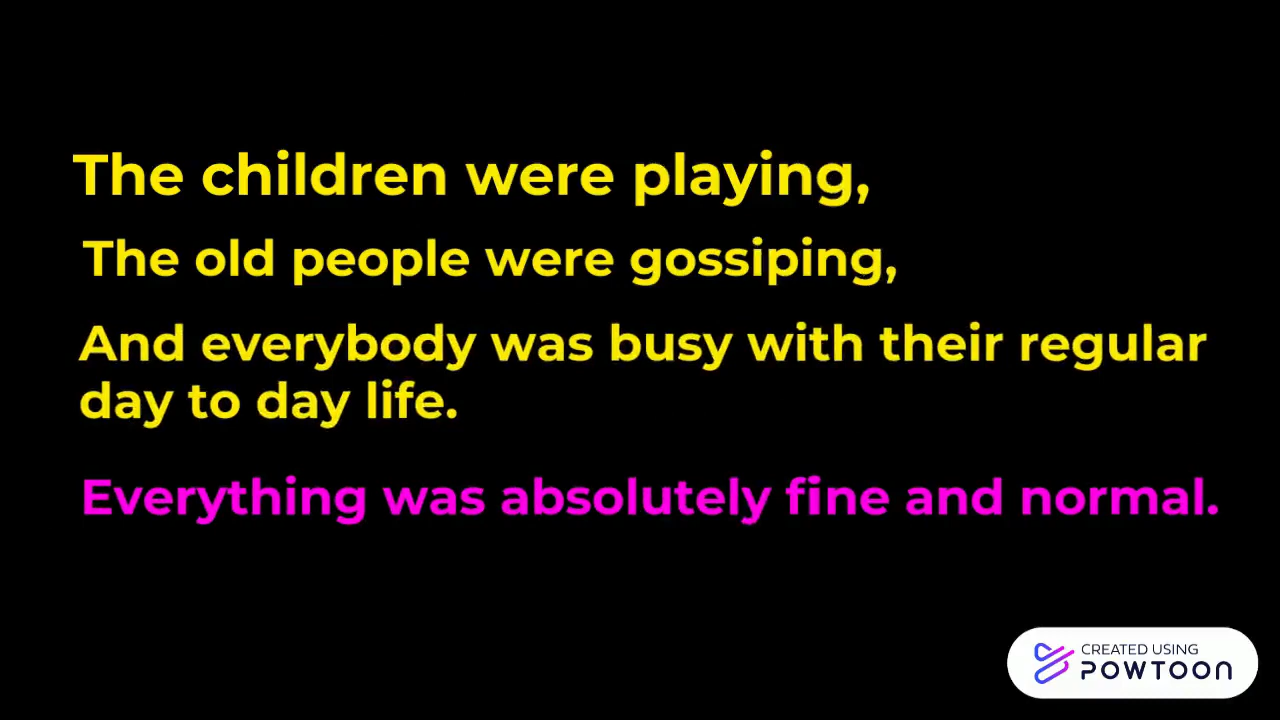 The children were playing,
The old people were gossiping,
And everybody was busy with their regular
day to day life.
Everything was absolutely fine and normal.
CREATED USING
POWTOON